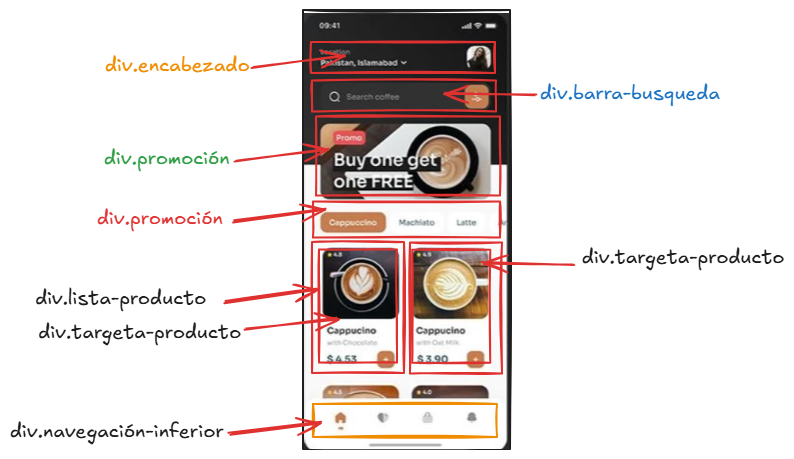 09:41
Location
Pakistan, Islamabad
div.encabezado
Search coffee
div.barra-busqueda
Promo
div.promoción
Buy one get
one FREE
div.promoción
Cappuccino
Machiato
Latte
4.5
4.5
div.targeta-producto
div.lista-producto
div.targeta-producto
Cappucino
with Chocolate
$ 4.53
+
Cappucino
with Oat Milk
$ 3.90
+
4.5
4.0
div.navegación-inferior